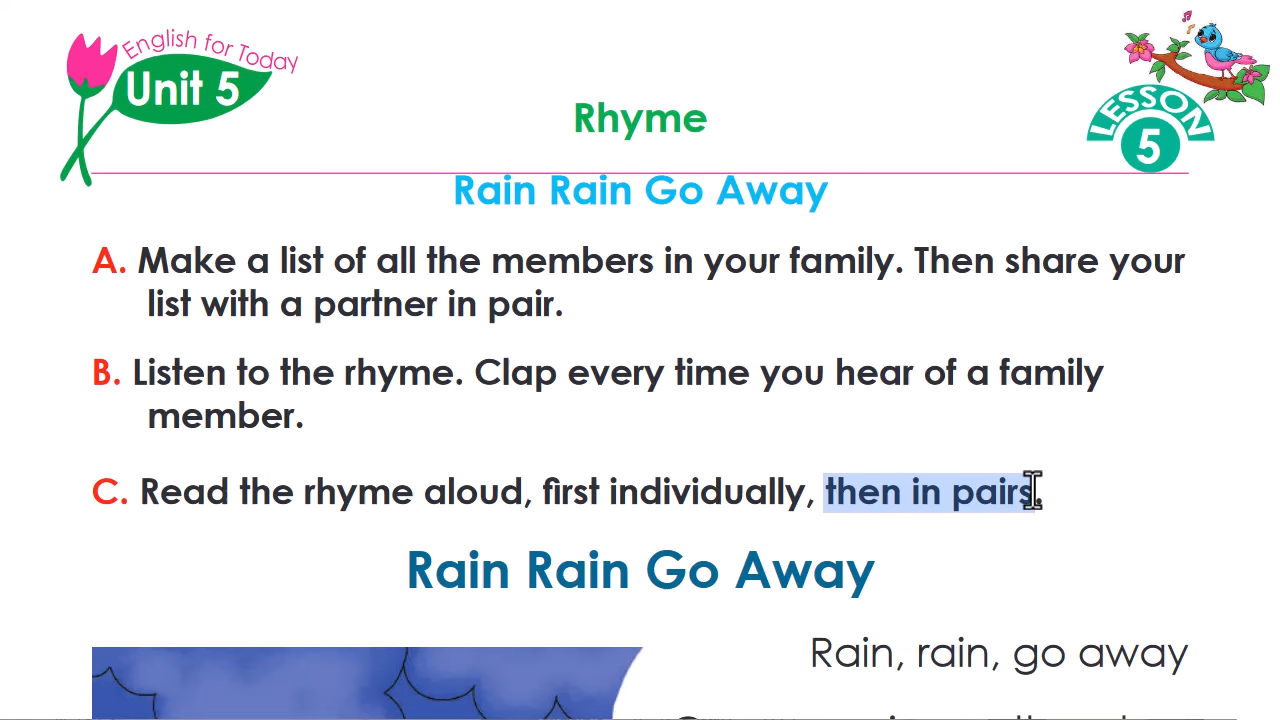 English for Today
Unit 5
LESSON
5
Rhyme
Rain Rain Go Away
A. Make a list of all the members in your family. Then share your
list with a partner in pair.
B. Listen to the rhyme. Clap every time you hear of a family
member.
C. Read the rhyme aloud, first individually, then in pairs.
Rain Rain Go Away
Rain, rain, go away